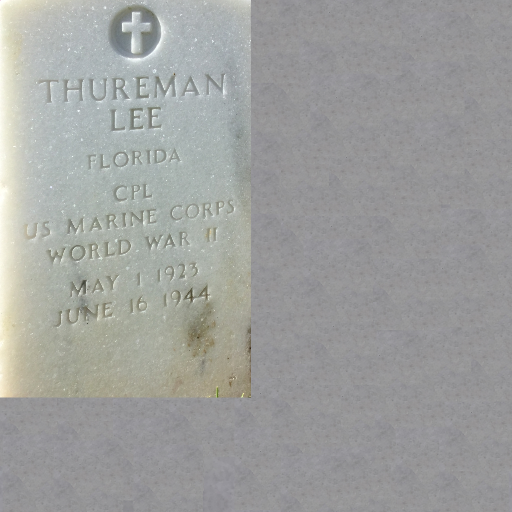 THUREMAN
LEE
FLORIDA
CPL
US MARINE CORPS
WORLD WAR II
MAY 1 1923
JUNE 16 1944